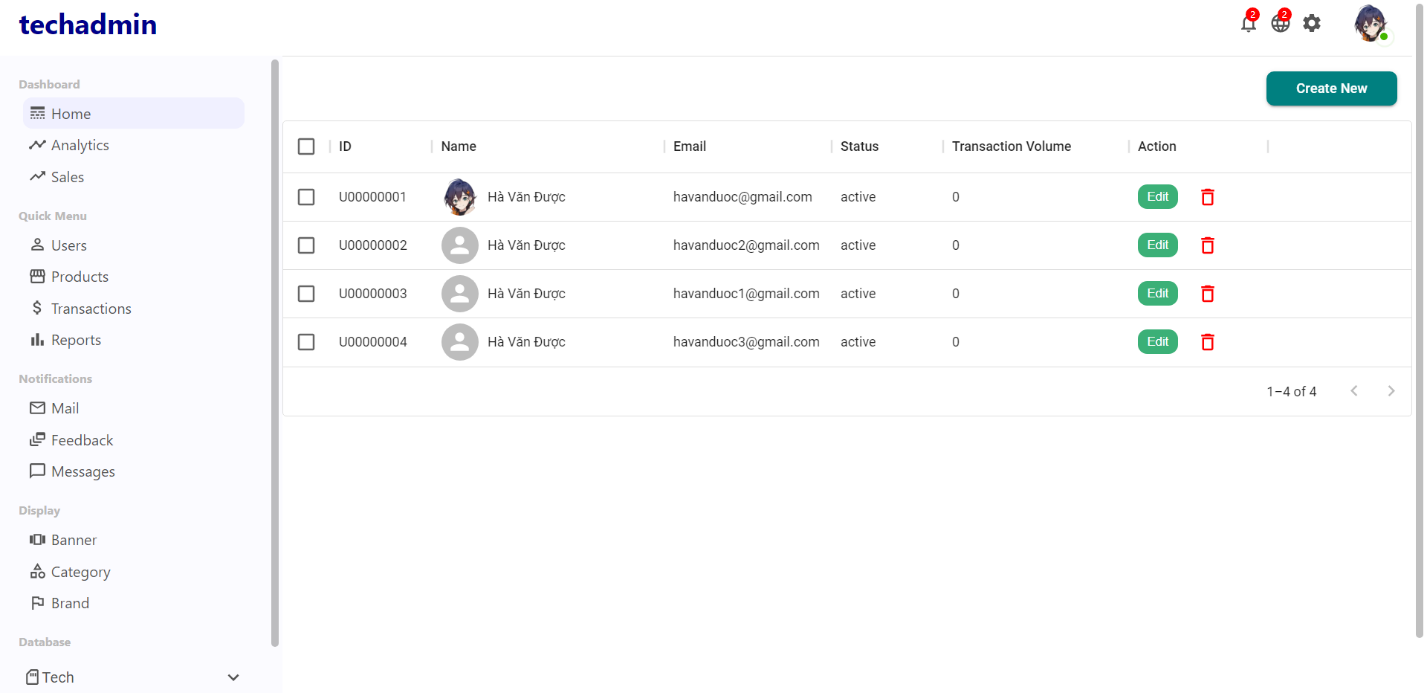 techadmin
2
2
Dashboard
Home
Analytics
Sales
Quick Menu
Users
Products
Transactions
Reports
Notifications
Mail
Feedback
Messages
Display
Banner
Category
Brand
Database
Tech
Create New
ID Name Email Status Transaction Volume Action
U00000001 Hà Văn Được havanduoc@gmail.com active 0 Edit
U00000002 Hà Văn Được havanduoc2@gmail.com active 0 Edit
U00000003 Hà Văn Được havanduoc1@gmail.com active 0 Edit
U00000004 Hà Văn Được havanduoc3@gmail.com active 0 Edit
1–4 of 4